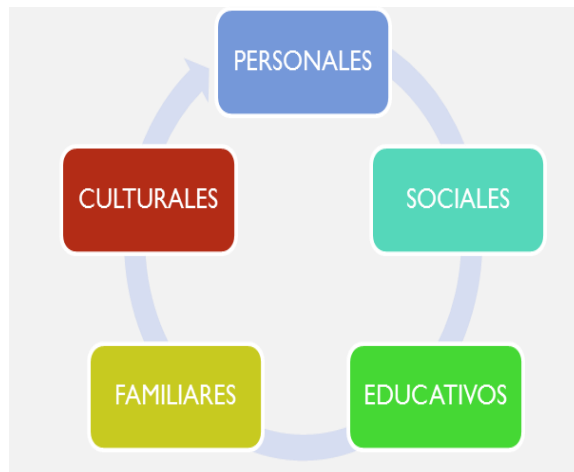 PERSONALES
SOCIALES
EDUCATIVOS
FAMILIARES
CULTURALES